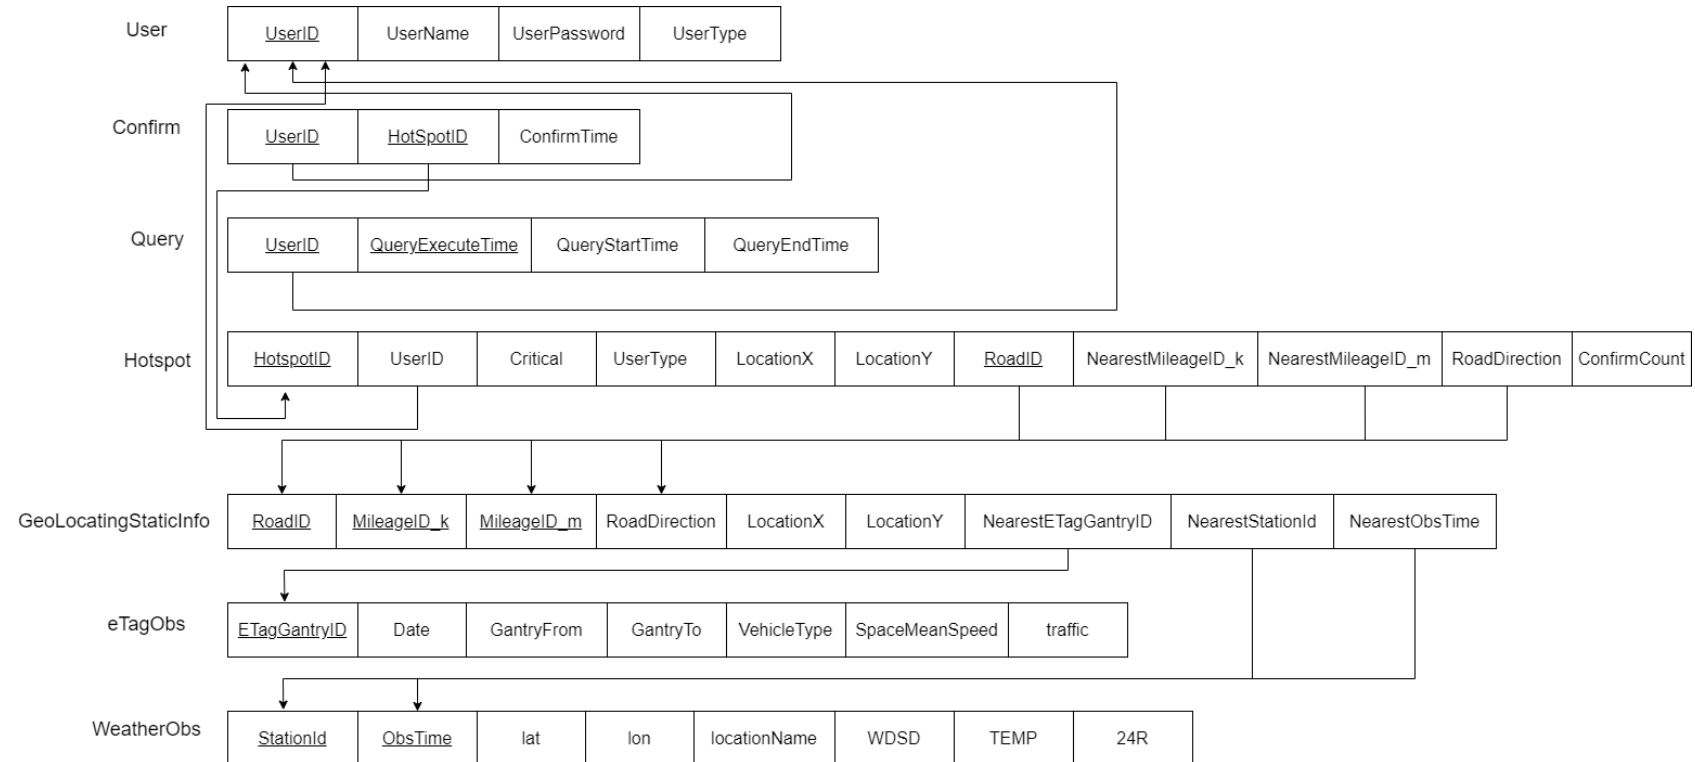 User UserID UserName UserPassword UserType
Confirm UserID HotSpotID ConfirmTime
Query UserID QueryExecuteTime QueryStartTime QueryEndTime
Hotspot HotspotID UserID Critical UserType LocationX LocationY RoadID NearestMileageID_k NearestMileageID_m RoadDirection ConfirmCount
GeoLocatingStaticInfo RoadID MileageID_k MileageID_m RoadDirection LocationX LocationY NearestETagGantryID NearestStationId NearestObsTime
eTagObs ETagGantryID Date GantryFrom GantryTo VehicleType SpaceMeanSpeed traffic
WeatherObs StationId ObsTime lat lon locationName WDSD TEMP 24R